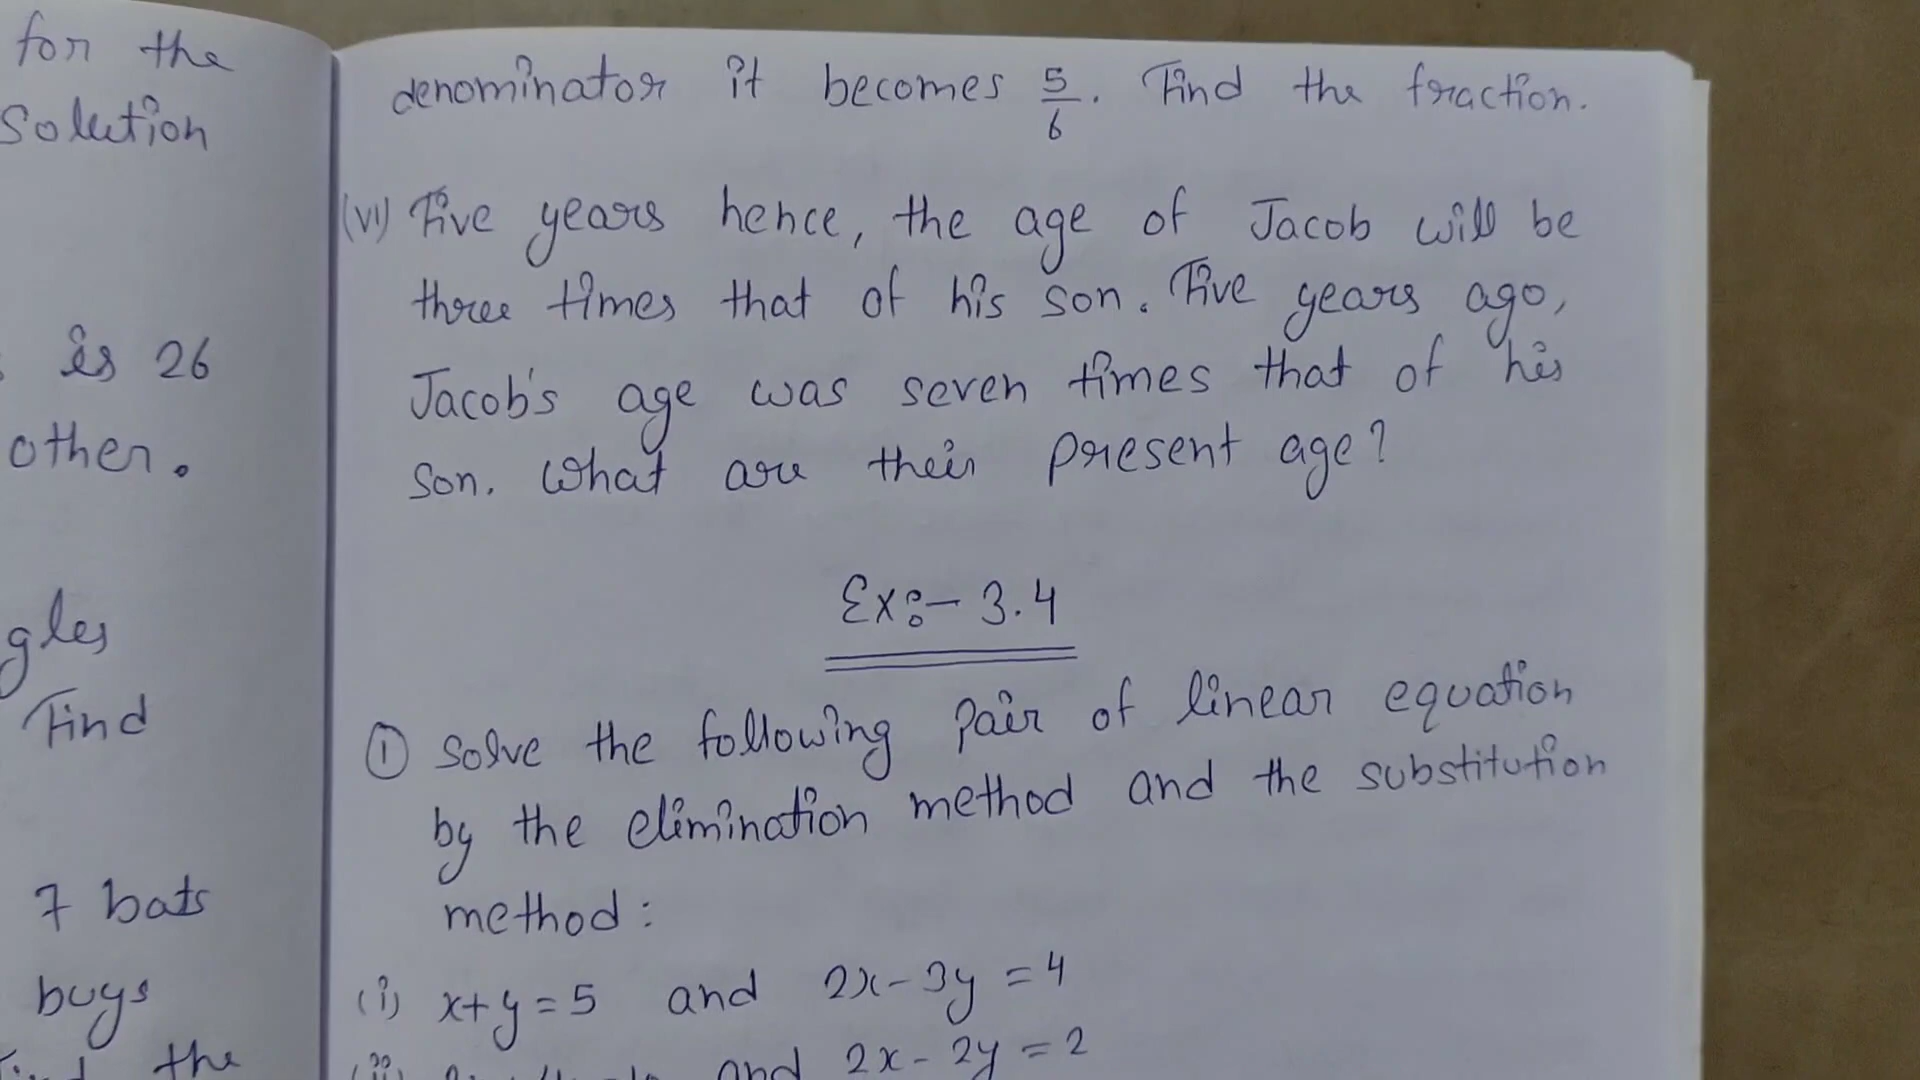 for the
Solution
is 26
other.
gles
Find
7 bats
buys
the
denominator it becomes 5/6. Find the fraction.
(vi) Five years hence, the age of Jacob will be
three times that of his son. Five years ago,
Jacob's age was seven times that of his
son. What are their present age?
Ex:- 3.4
① Solve the following pair of linear equation
by the elimination method and the substitution
method:
(i) x+y=5 and 2x-3y=4
(ii) and 2x-2y=2